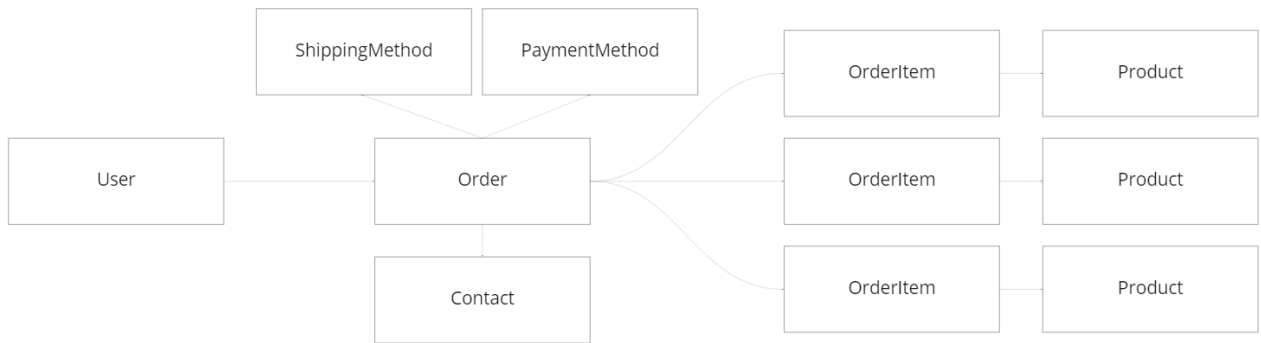 ShippingMethod
PaymentMethod
OrderItem
Product
User
Order
OrderItem
Product
Contact
OrderItem
Product